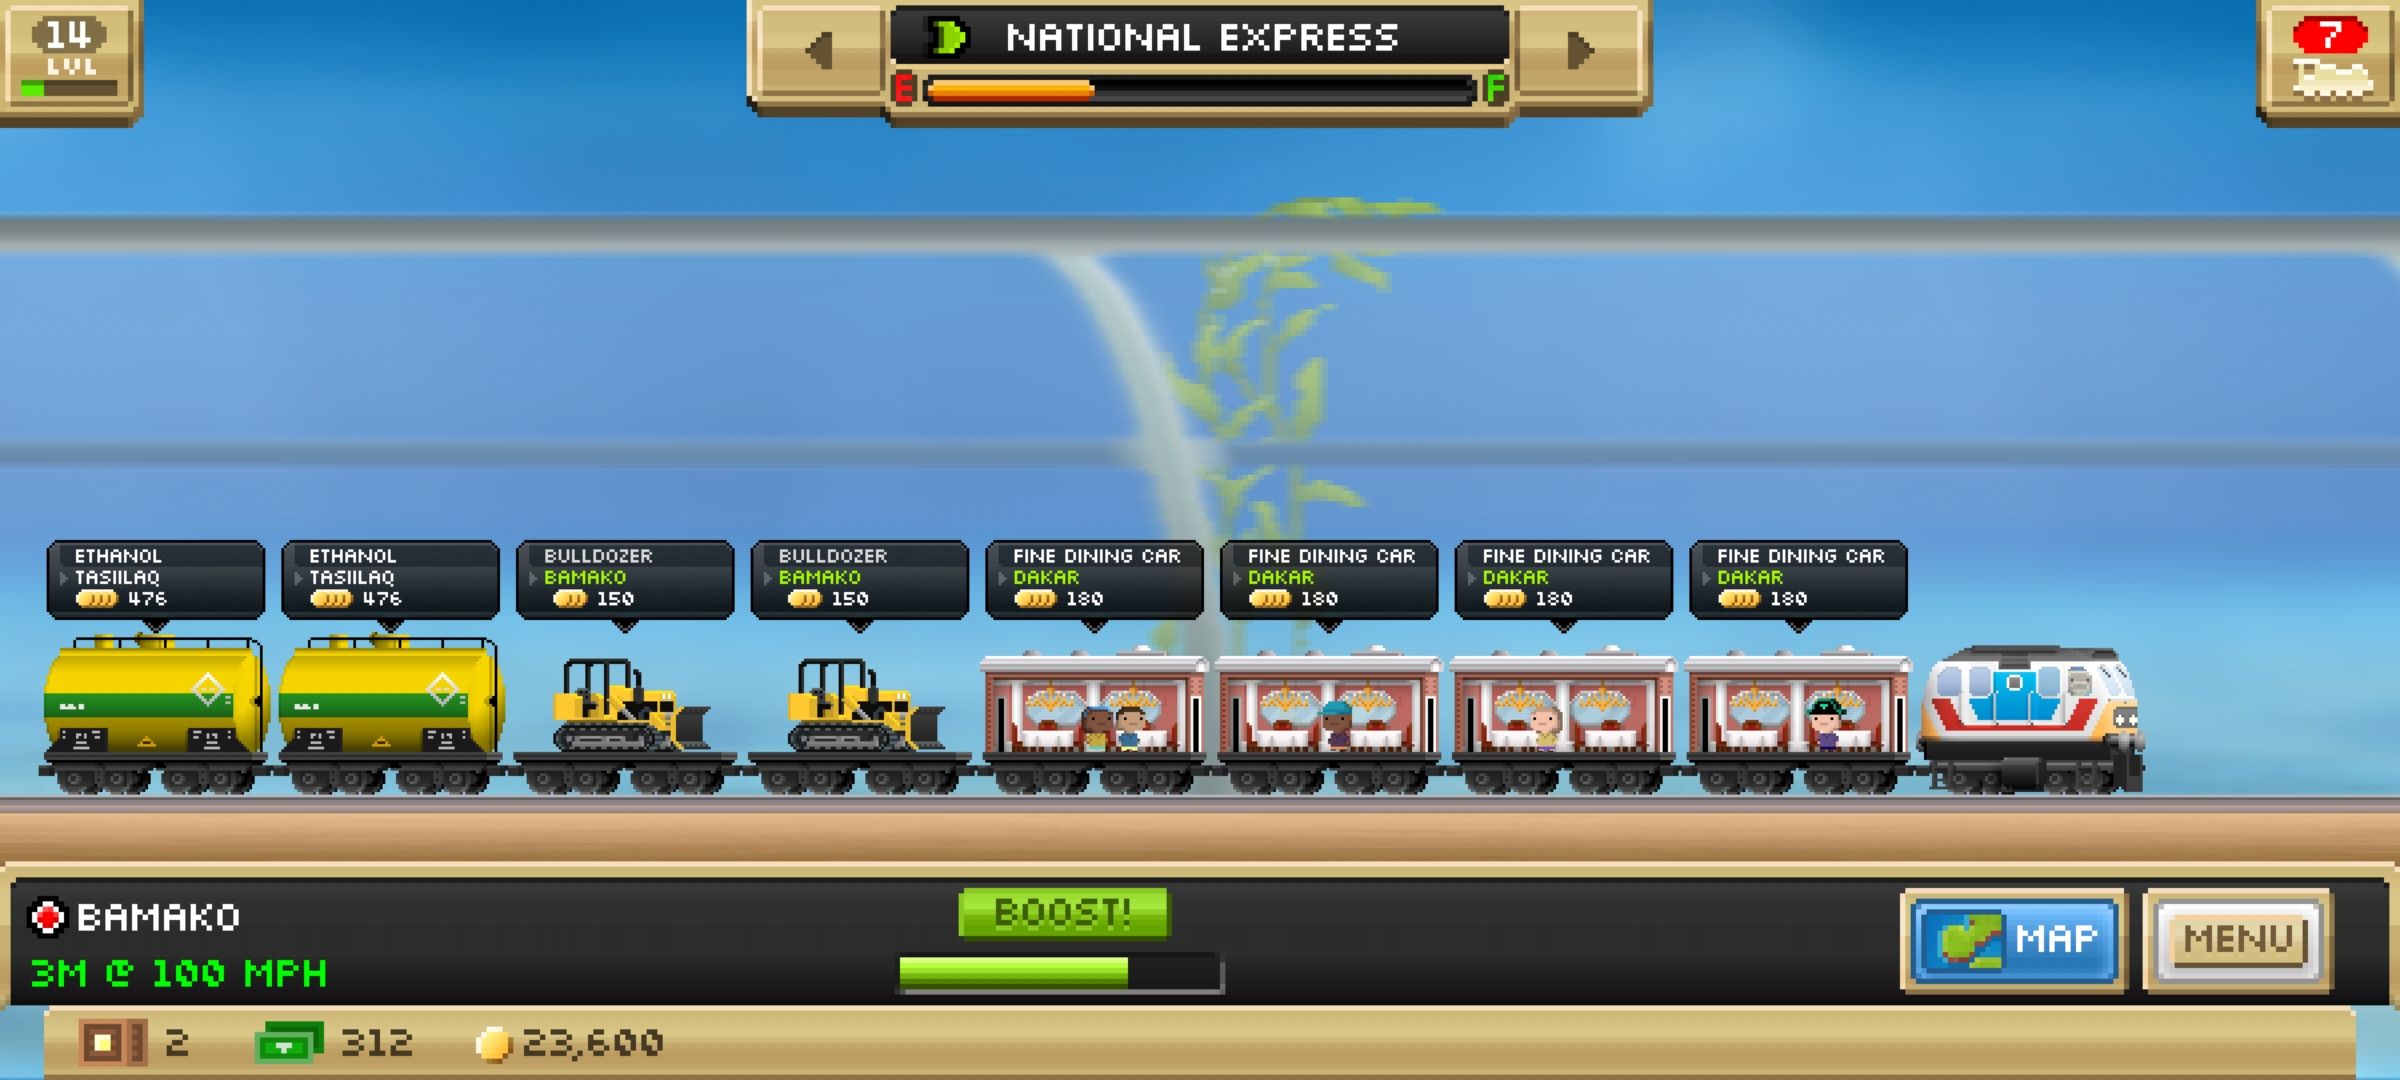 14
LVL
NATIONAL EXPRESS
E
F
7
ETHANOL
TASIILAQ
476
ETHANOL
TASIILAQ
476
BULLDOZER
BAMAKO
150
BULLDOZER
BAMAKO
150
FINE DINING CAR
DAKAR
180
FINE DINING CAR
DAKAR
180
FINE DINING CAR
DAKAR
180
FINE DINING CAR
DAKAR
180
BAMAKO
3M @ 100 MPH
BOOST!
MAP
MENU
2
312
23,600